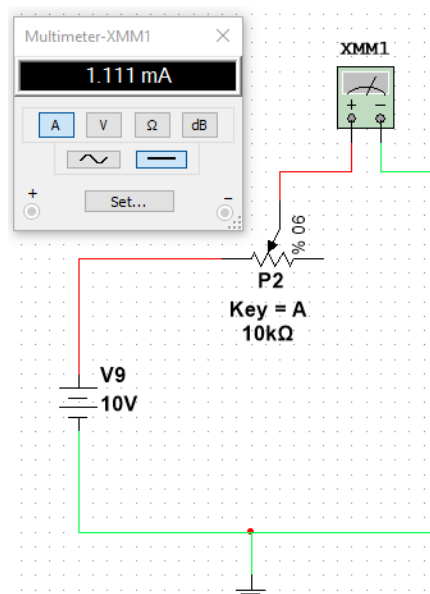 Multimeter-XMM1
1.111 mA
A V Ω dB
+ Set... −
XMM1
+ −
90 %
P2
Key = A
10kΩ
V9
10V